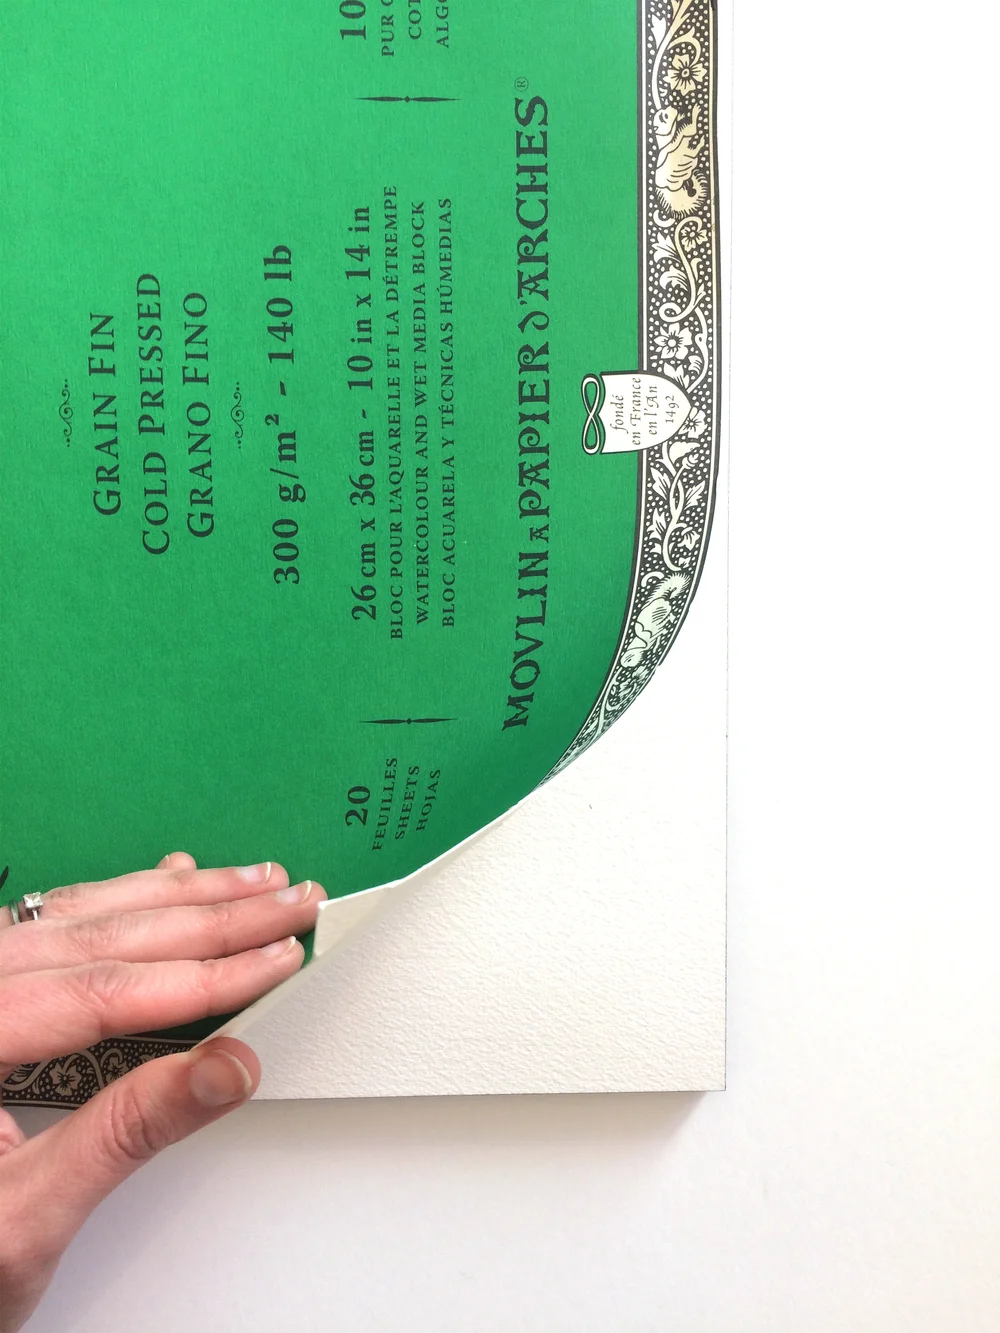 GRAIN FIN
COLD PRESSED
GRANO FINO
300 g/m² - 140 lb
20
FEUILLES
SHEETS
HOJAS
26 cm x 36 cm - 10 in x 14 in
BLOC POUR L'AQUARELLE ET LA DÉTREMPE
WATERCOLOUR AND WET MEDIA BLOCK
BLOC ACUARELA Y TÉCNICAS HÚMEDIAS
PUR
MOVLIN A PAPIER D'ARCHES®
fondé
en France
en l'An
1492